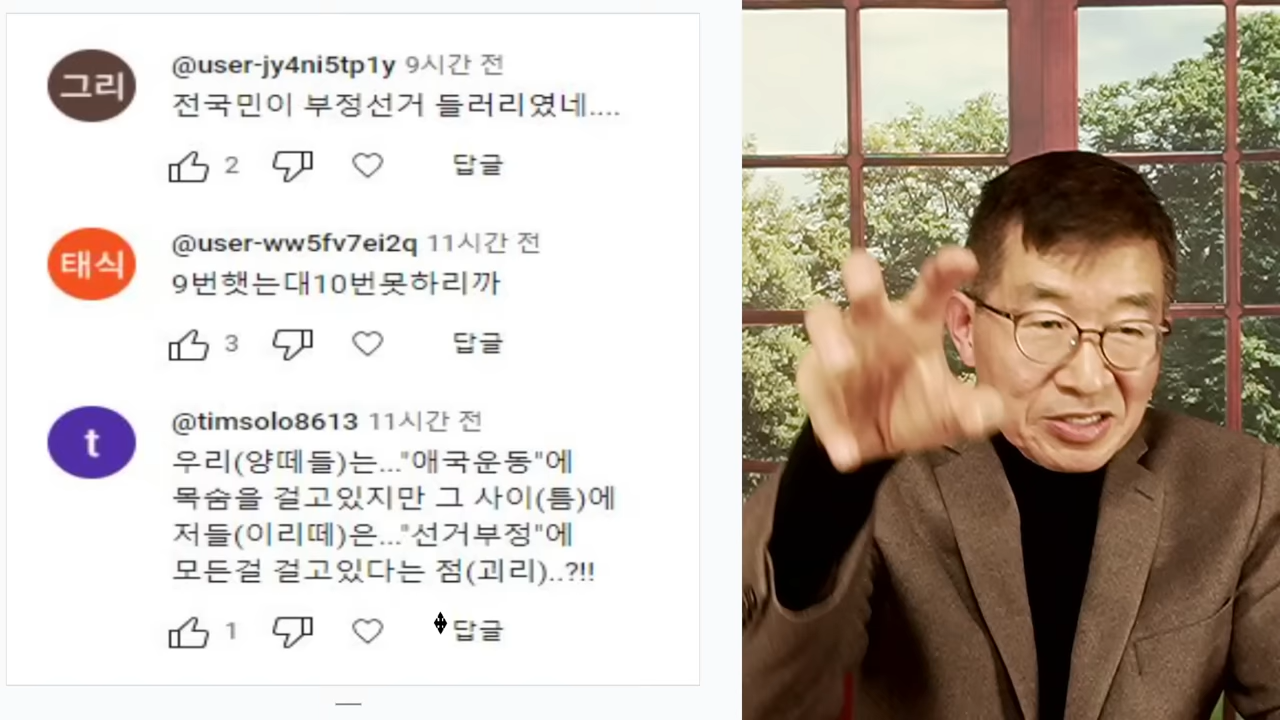 그리
@user-jy4ni5tp1y 9시간 전
전국민이 부정선거 들러리였네....
2 답글
태식
@user-ww5fv7ei2q 11시간 전
9번햇는대10번못하리까
3 답글
t
@timsolo8613 11시간 전
우리(양떼들)는..."애국운동"에
목숨을 걸고있지만 그 사이(틈)에
저들(이리떼)은..."선거부정"에
모든걸 걸고있다는 점(괴리)..?!!
1 답글